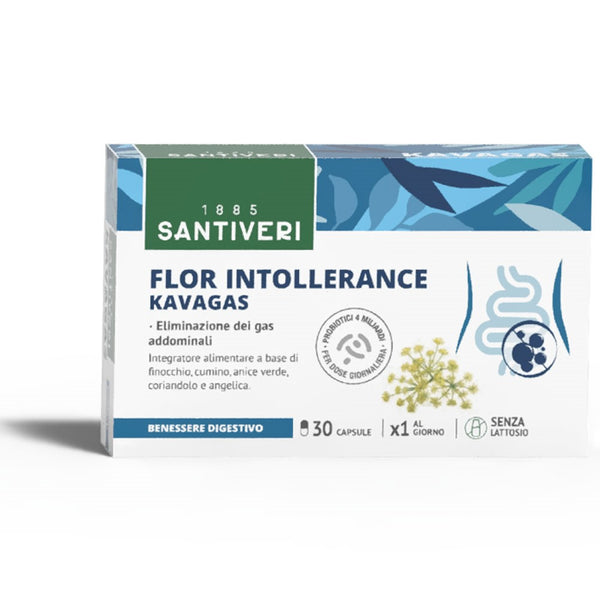 SANTIVERI
KAVAGAS
1885
SANTIVERI
FLOR INTOLLERANCE
KAVAGAS
· Eliminazione dei gas
addominali
Integratore alimentare a base di
finocchio, cumino, anice verde,
coriandolo e angelica.
· PROBIOTICI 4 MILIARDI ·
PER DOSE GIORNALIERA
BENESSERE DIGESTIVO
30 CAPSULE
x1 AL
GIORNO
SENZA
LATTOSIO